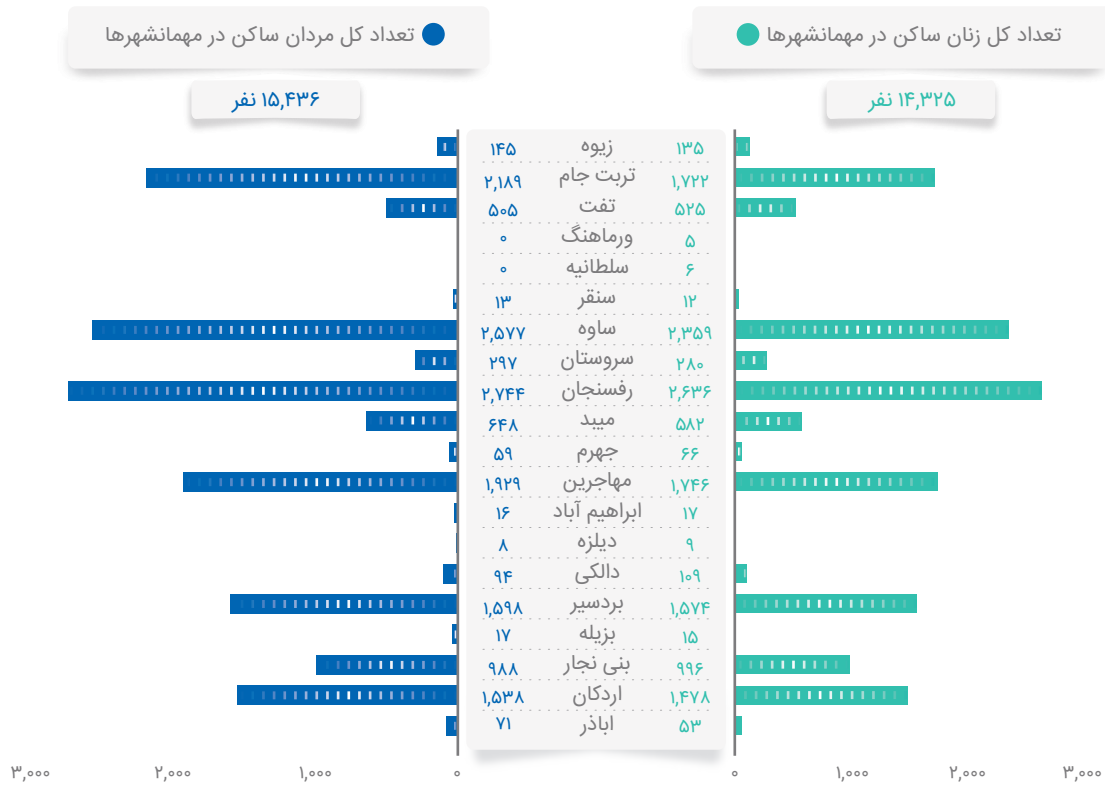 تعداد کل زنان ساکن در مهمانشهرها
تعداد کل مردان ساکن در مهمانشهرها
۱۴,۳۲۵ نفر
۱۵,۴۳۶ نفر
۱۳۵ زیوه ۱۴۵
۱,۷۲۲ تربت جام ۲,۱۸۹
۵۲۵ تفت ۵۰۵
۵ ورماهنگ ۰
۶ سلطانیه ۰
۱۲ سنقر ۱۳
۲,۳۵۹ ساوه ۲,۵۷۷
۲۸۰ سروستان ۲۹۷
۲,۶۳۶ رفسنجان ۲,۷۴۴
۵۸۲ میبد ۶۴۸
۶۶ جهرم ۵۹
۱,۷۴۶ مهاجرین ۱,۹۲۹
۱۷ ابراهیم آباد ۱۶
۹ دیلزه ۸
۱۰۹ دالکی ۹۴
۱,۵۷۴ بردسیر ۱,۵۹۸
۱۵ بزیله ۱۷
۹۹۶ بنی نجار ۹۸۸
۱,۴۷۸ اردکان ۱,۵۳۸
۵۳ اباذر ۷۱
۳,۰۰۰ ۲,۰۰۰ ۱,۰۰۰ ۰
۰ ۱,۰۰۰ ۲,۰۰۰ ۳,۰۰۰